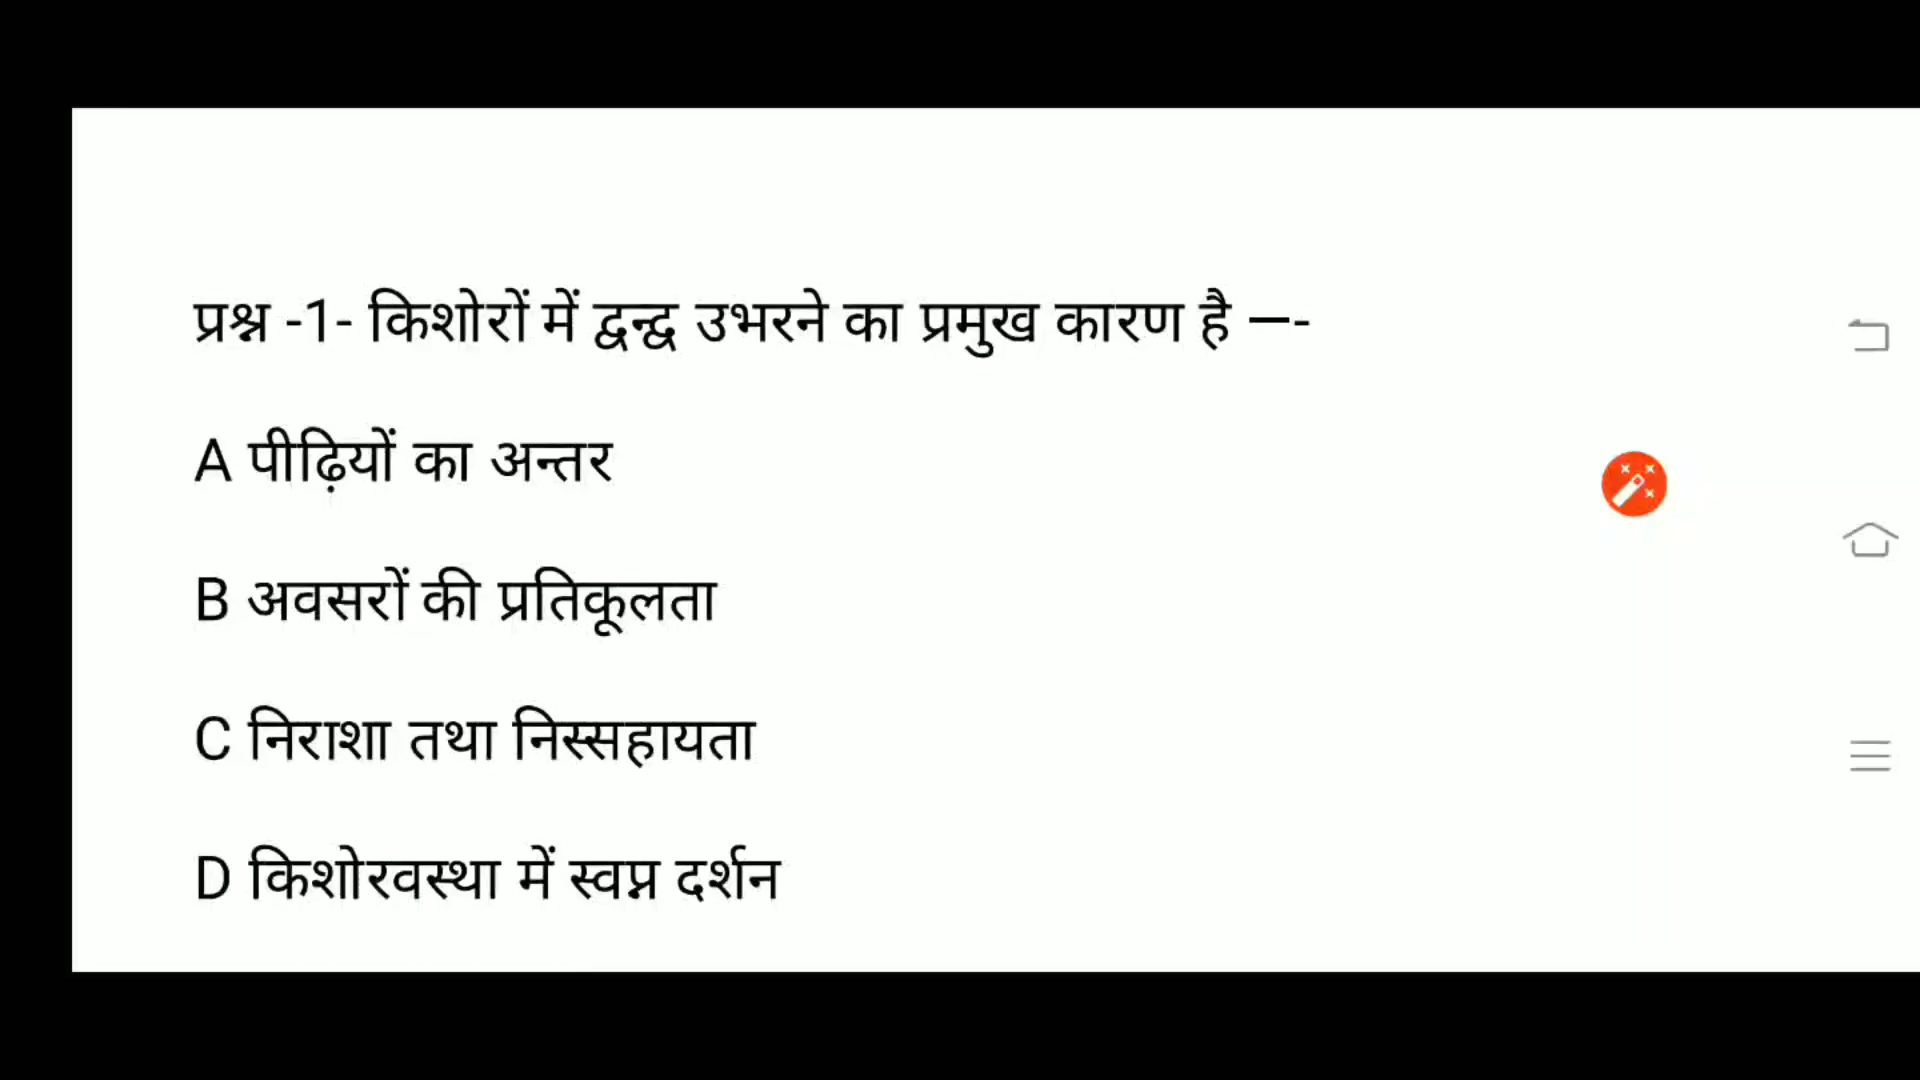 प्रश्न -1- किशोरों में द्वन्द्व उभरने का प्रमुख कारण है —-
A पीढ़ियों का अन्तर
B अवसरों की प्रतिकूलता
C निराशा तथा निस्सहायता
D किशोरवस्था में स्वप्न दर्शन